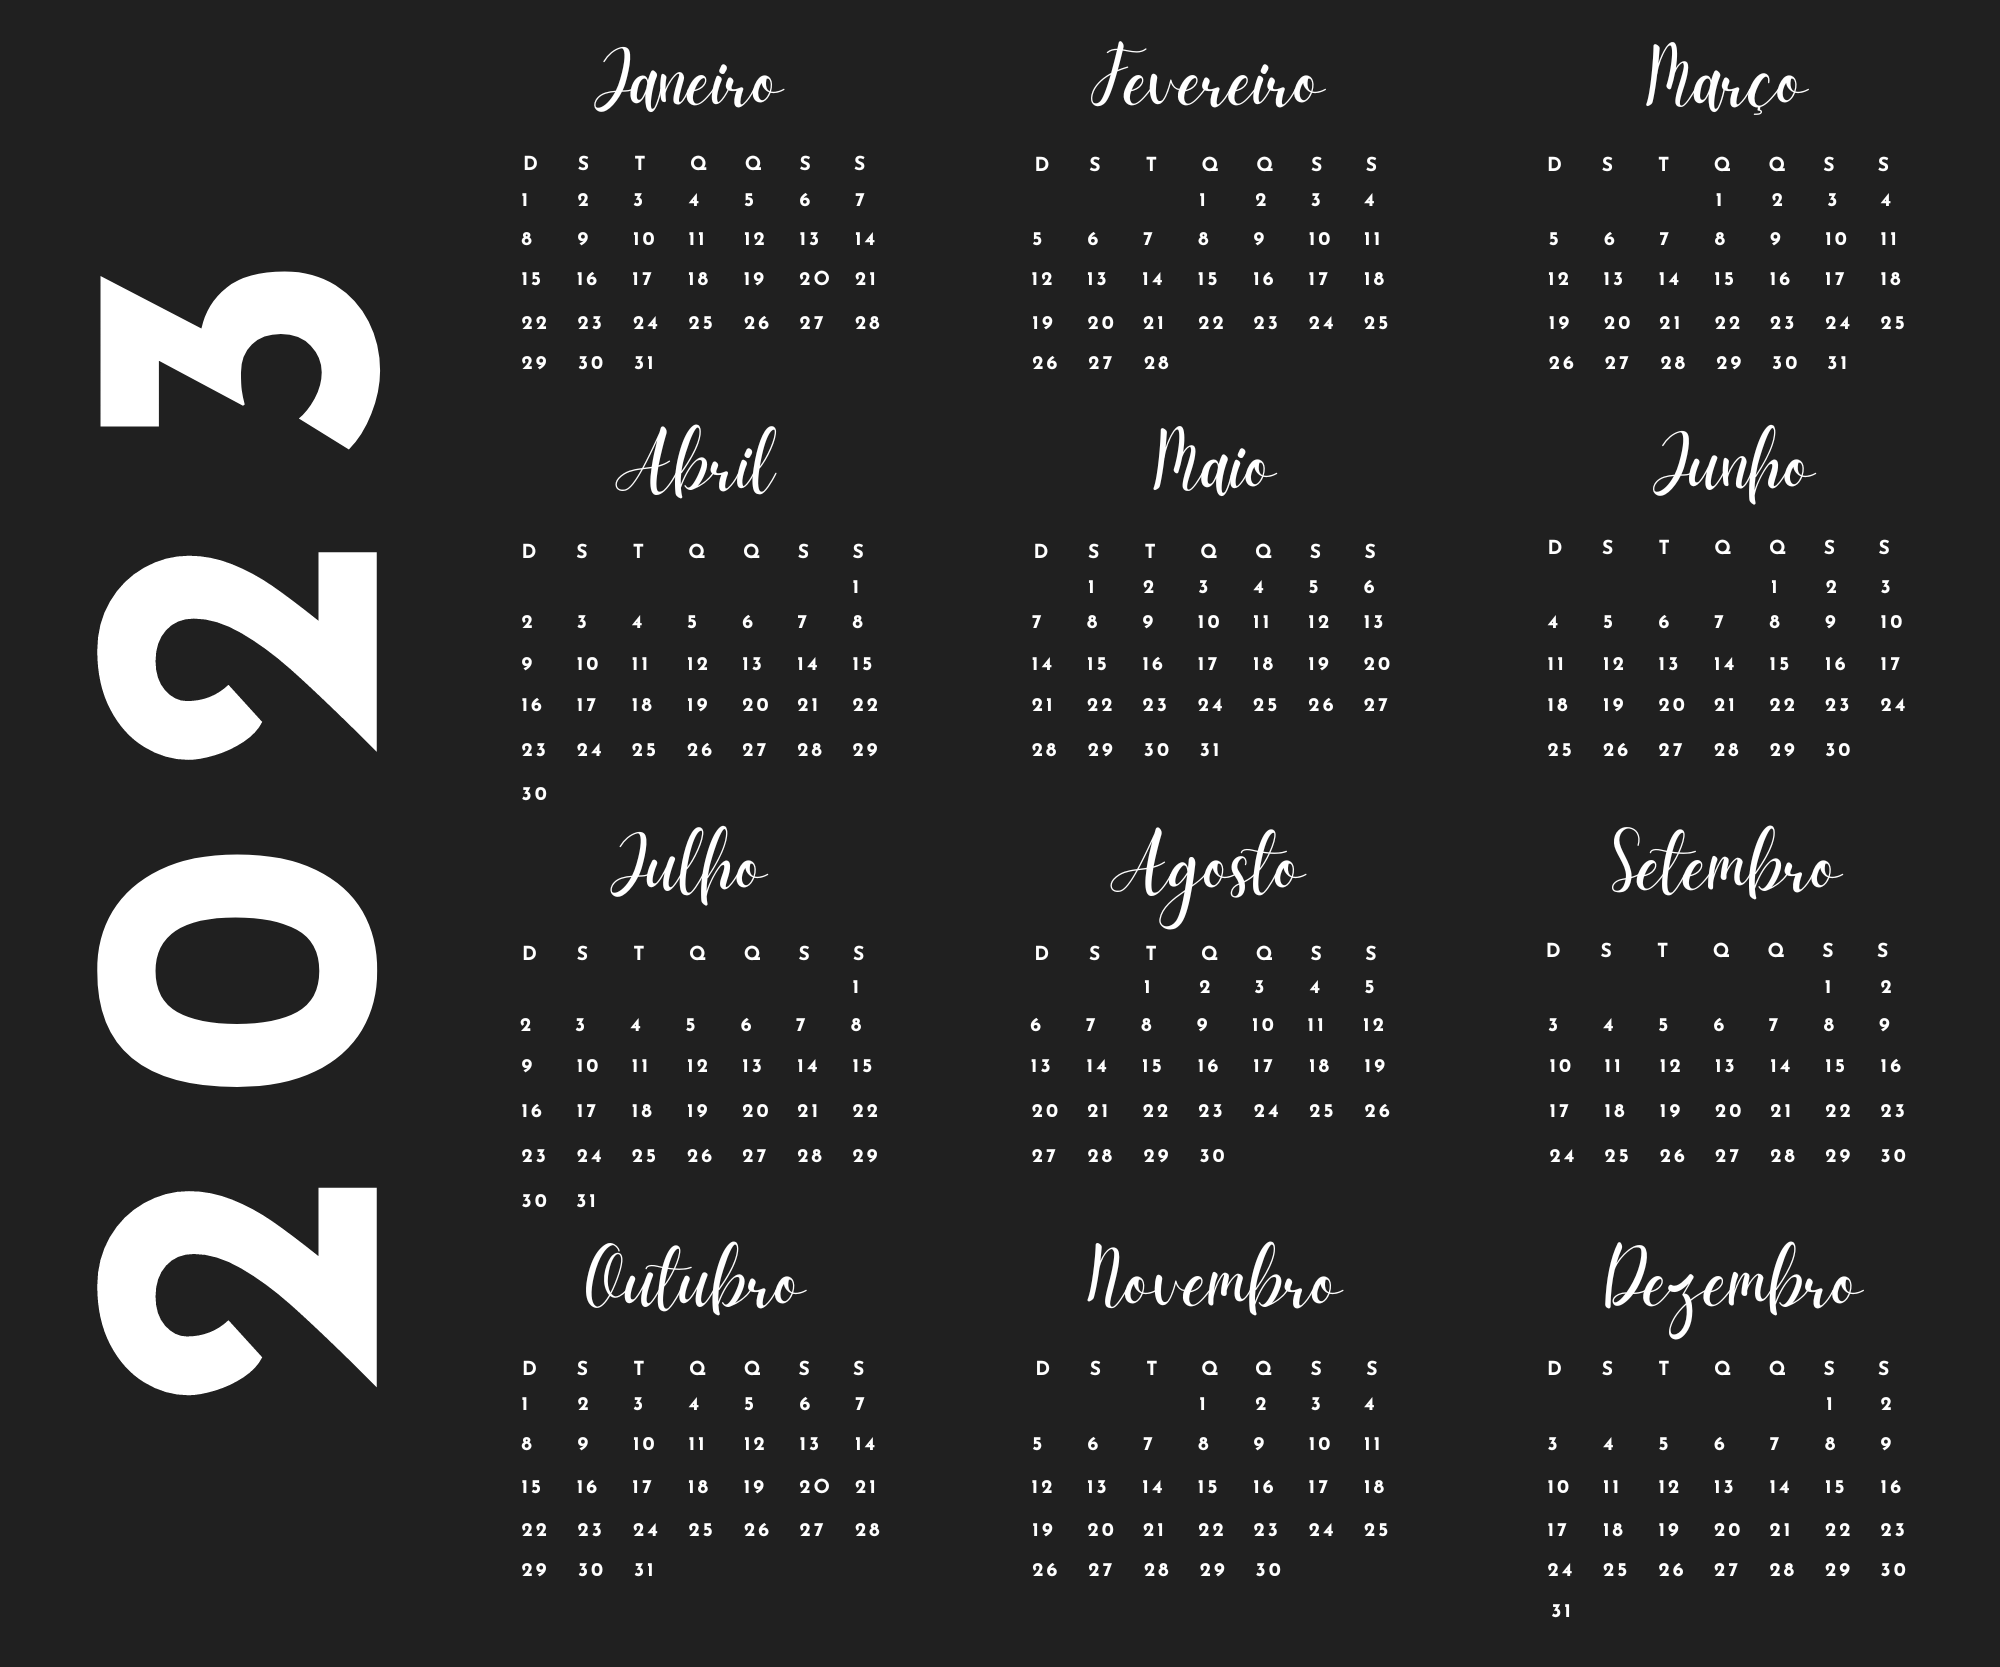 2023
Janeiro
D S T Q Q S S
1 2 3 4 5 6 7
8 9 10 11 12 13 14
15 16 17 18 19 20 21
22 23 24 25 26 27 28
29 30 31
Fevereiro
D S T Q Q S S
1 2 3 4
5 6 7 8 9 10 11
12 13 14 15 16 17 18
19 20 21 22 23 24 25
26 27 28
Março
D S T Q Q S S
1 2 3 4
5 6 7 8 9 10 11
12 13 14 15 16 17 18
19 20 21 22 23 24 25
26 27 28 29 30 31
Abril
D S T Q Q S S
1
2 3 4 5 6 7 8
9 10 11 12 13 14 15
16 17 18 19 20 21 22
23 24 25 26 27 28 29
30
Maio
D S T Q Q S S
1 2 3 4 5 6
7 8 9 10 11 12 13
14 15 16 17 18 19 20
21 22 23 24 25 26 27
28 29 30 31
Junho
D S T Q Q S S
1 2 3
4 5 6 7 8 9 10
11 12 13 14 15 16 17
18 19 20 21 22 23 24
25 26 27 28 29 30
Julho
D S T Q Q S S
1
2 3 4 5 6 7 8
9 10 11 12 13 14 15
16 17 18 19 20 21 22
23 24 25 26 27 28 29
30 31
Agosto
D S T Q Q S S
1 2 3 4 5
6 7 8 9 10 11 12
13 14 15 16 17 18 19
20 21 22 23 24 25 26
27 28 29 30
Setembro
D S T Q Q S S
1 2
3 4 5 6 7 8 9
10 11 12 13 14 15 16
17 18 19 20 21 22 23
24 25 26 27 28 29 30
Outubro
D S T Q Q S S
1 2 3 4 5 6 7
8 9 10 11 12 13 14
15 16 17 18 19 20 21
22 23 24 25 26 27 28
29 30 31
Novembro
D S T Q Q S S
1 2 3 4
5 6 7 8 9 10 11
12 13 14 15 16 17 18
19 20 21 22 23 24 25
26 27 28 29 30
Dezembro
D S T Q Q S S
1 2
3 4 5 6 7 8 9
10 11 12 13 14 15 16
17 18 19 20 21 22 23
24 25 26 27 28 29 30
31